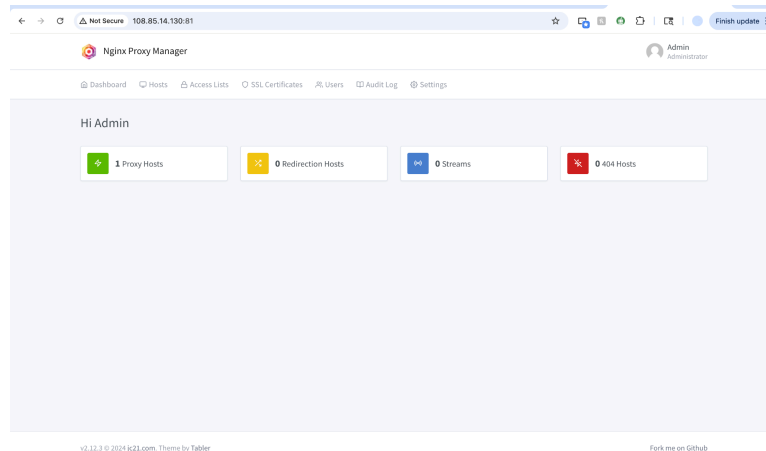 Not Secure 108.85.14.130:81 Finish update
Nginx Proxy Manager
Admin
Administrator
Dashboard Hosts Access Lists SSL Certificates Users Audit Log Settings
Hi Admin
1 Proxy Hosts 0 Redirection Hosts 0 Streams 0 404 Hosts
v2.12.3 © 2024 jc21.com. Theme by Tabler Fork me on Github